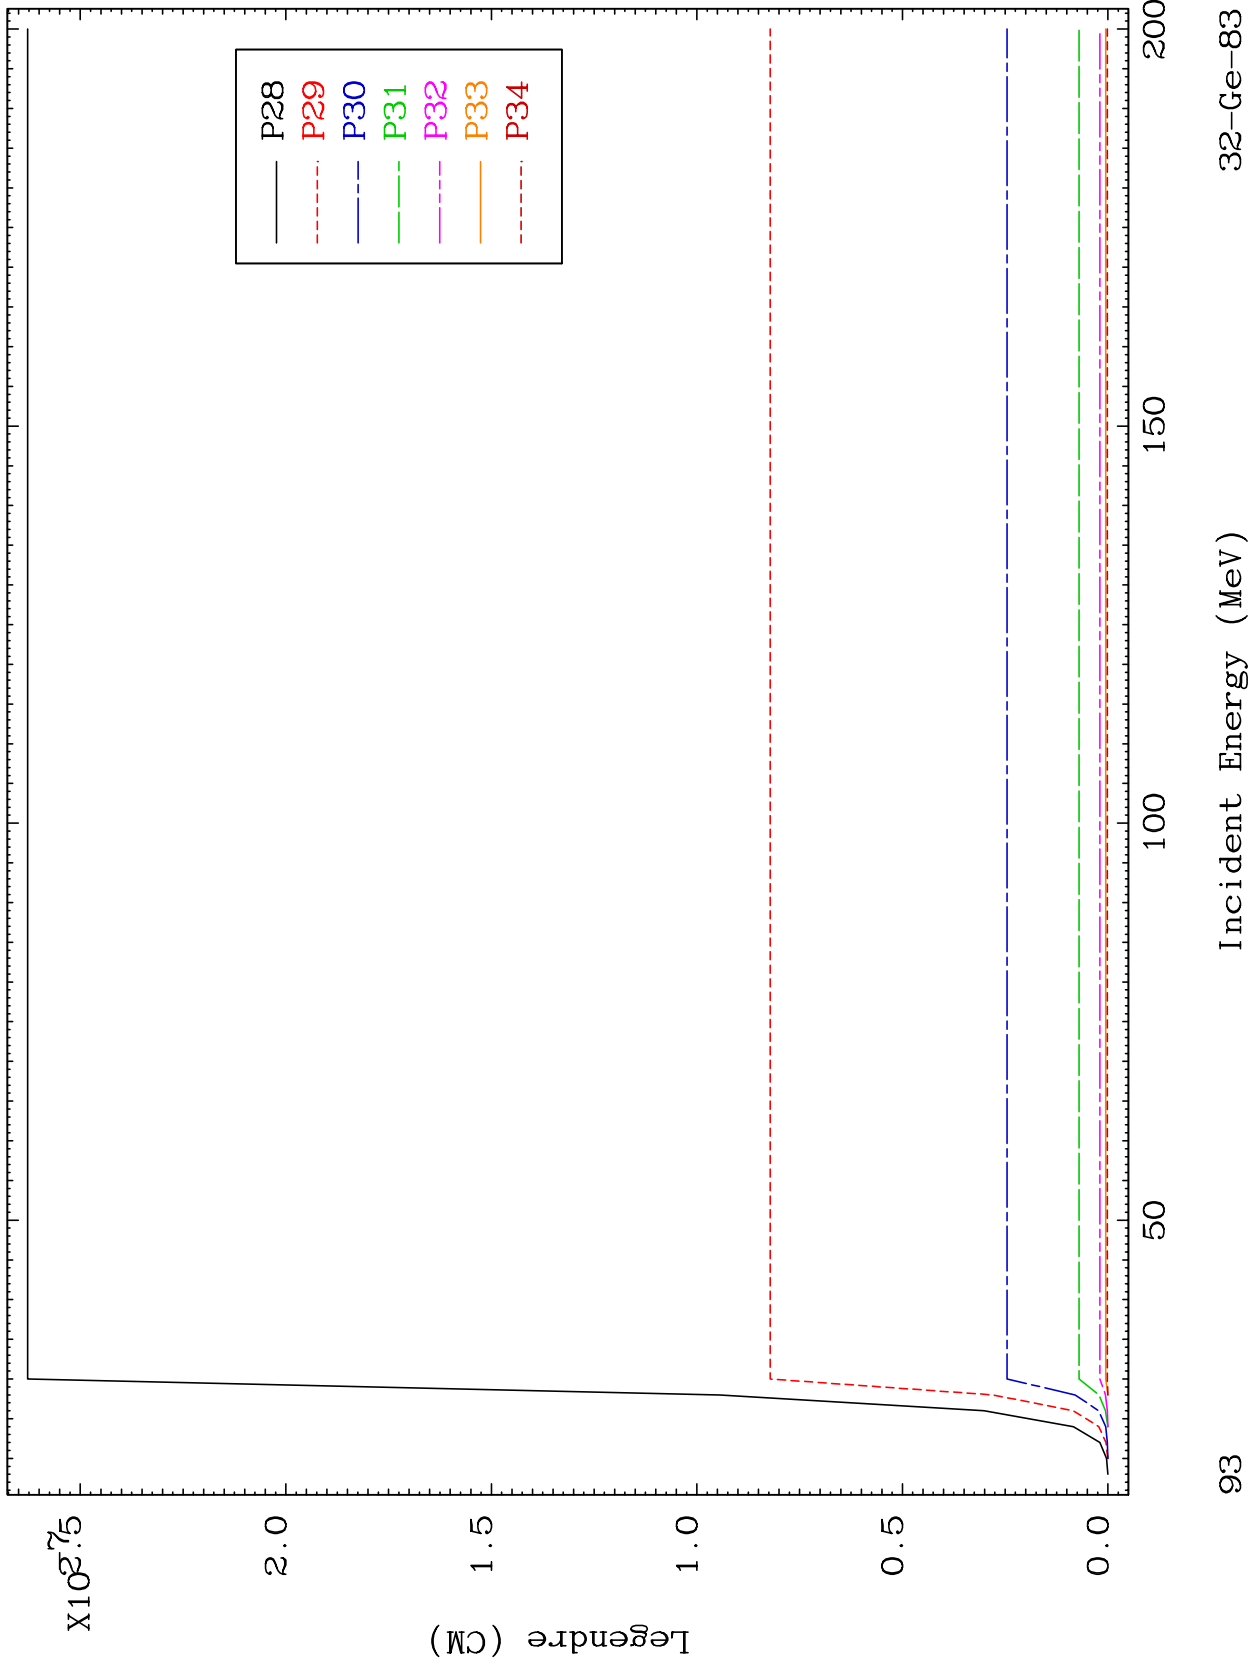 X10-7
2.5
2.0
1.5
1.0
0.5
0.0
Legendre (CM)
P28
P29
P30
P31
P32
P33
P34
50
100
150
200
93
Incident Energy (MeV)
32-Ge-83